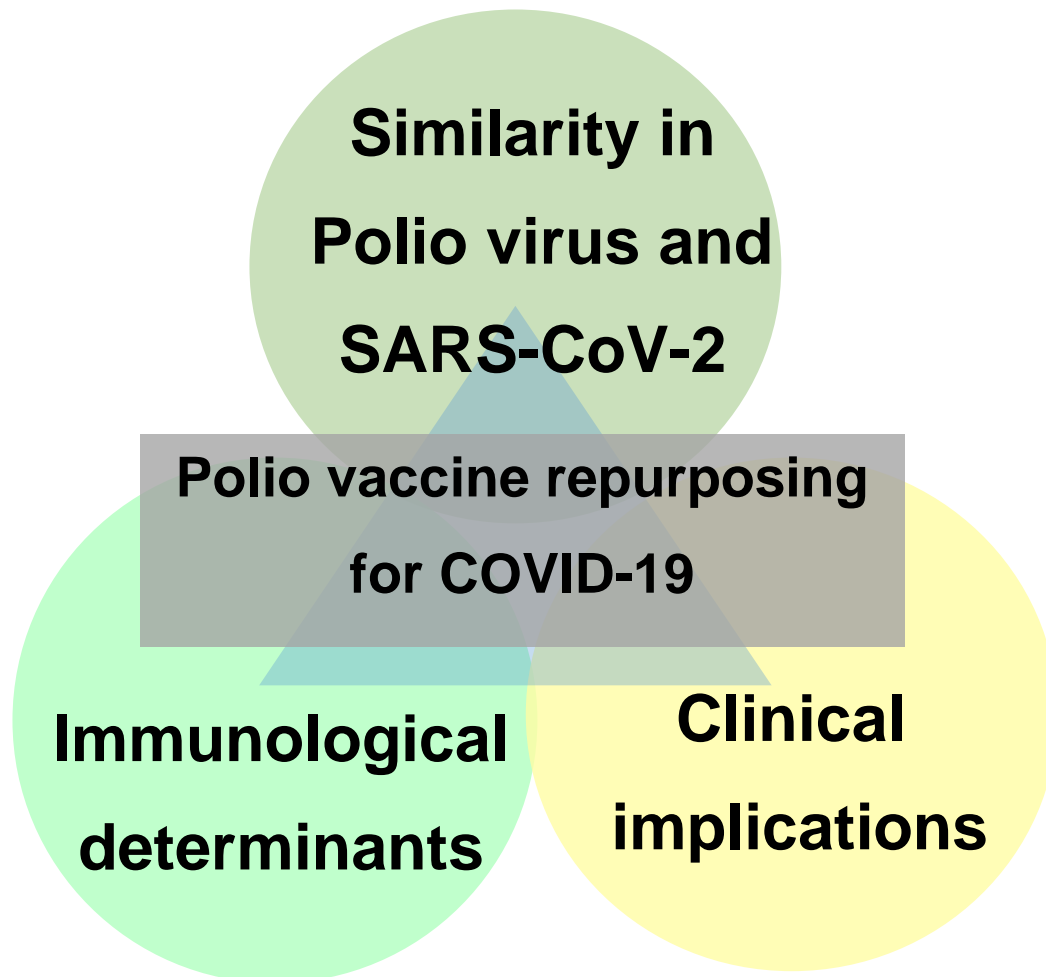 Similarity in
Polio virus and
SARS-CoV-2
Polio vaccine repurposing
for COVID-19
Immunological
determinants
Clinical
implications